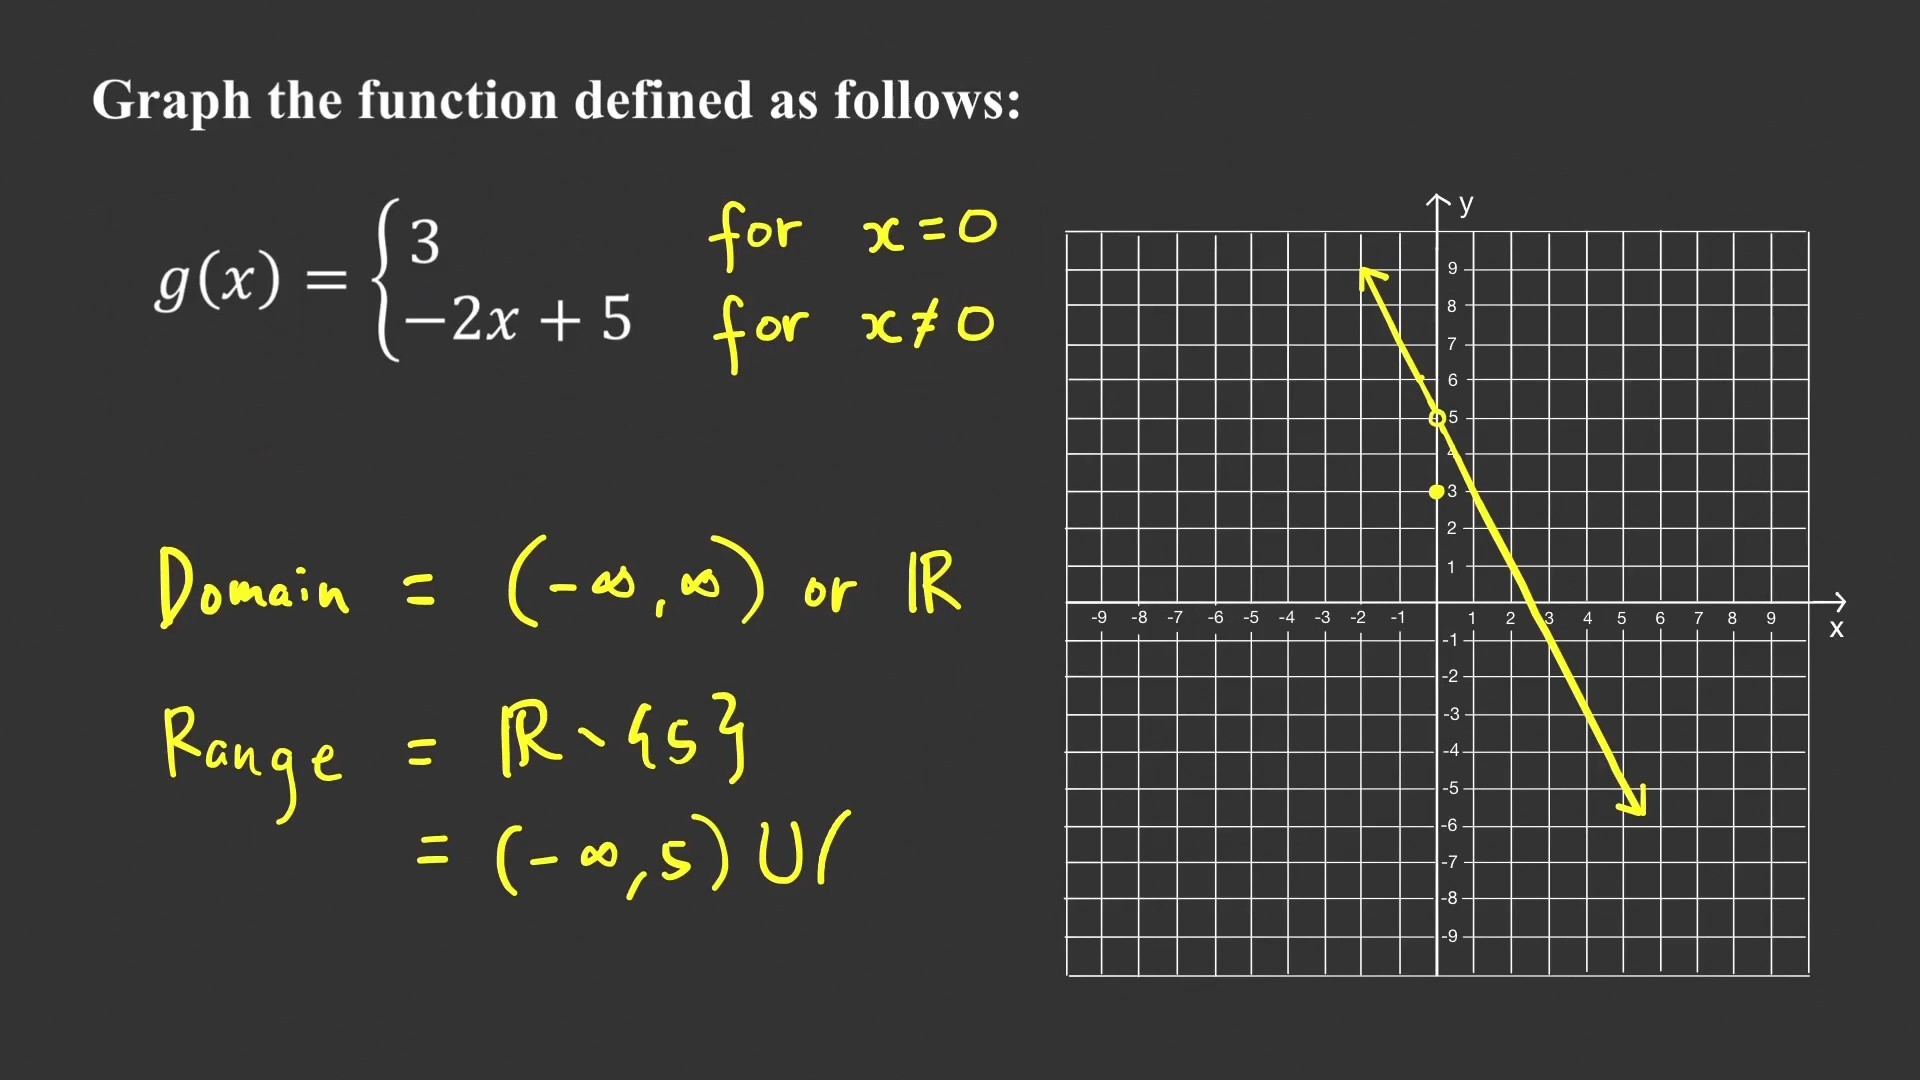 Graph the function defined as follows:
g(x) = { 3 for x = 0
-2x + 5 for x ≠ 0
Domain = (-∞, ∞) or ℝ
Range = ℝ \ {5}
= (-∞, 5) ∪ (
y
9
8
7
6
5
4
3
2
1
-9 -8 -7 -6 -5 -4 -3 -2 -1 1 2 3 4 5 6 7 8 9
x
-1
-2
-3
-4
-5
-6
-7
-8
-9